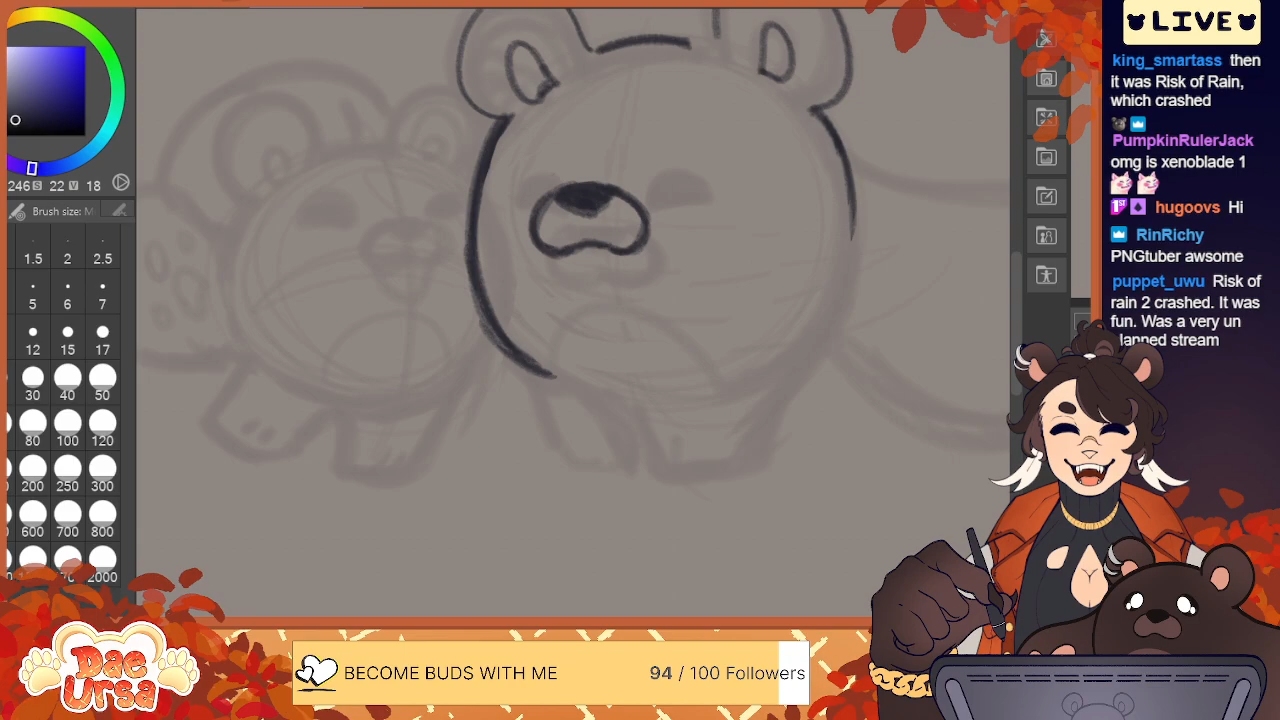 LIVE
king_smartass then
it was Risk of Rain,
which crashed
PumpkinRulerJack
omg is xenoblade 1
hugoovs Hi
RinRichy
PNGtuber awsome
puppet_uwu Risk of
rain 2 crashed. It was
fun. Was a very un
planned stream
246 S 22 V 18
Brush size: M
1.5 2 2.5
5 6 7
12 15 17
30 40 50
80 100 120
200 250 300
600 700 800
2000
Dae
Ursa
BECOME BUDS WITH ME 94 / 100 Followers